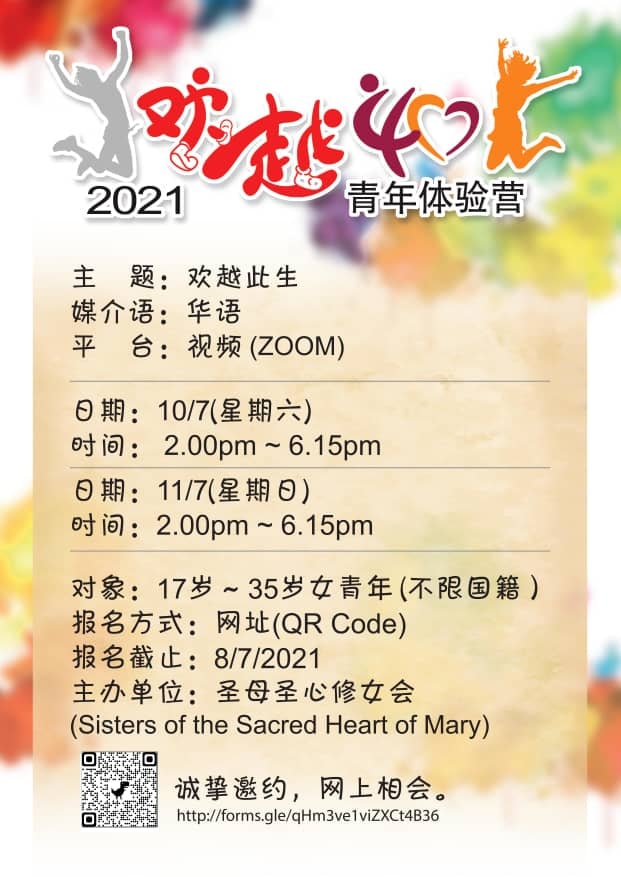 欢越40
2021 青年体验营
主 题：欢越此生
媒介语：华语
平 台：视频 (ZOOM)
日期：10/7(星期六)
时间： 2.00pm ~ 6.15pm
日期：11/7(星期日)
时间：2.00pm ~ 6.15pm
对象：17岁 ~ 35岁女青年 (不限国籍 )
报名方式：网址(QR Code)
报名截止：8/7/2021
主办单位：圣母圣心修女会
(Sisters of the Sacred Heart of Mary)
诚挚邀约，网上相会。
http://forms.gle/qHm3ve1viZXCt4B36